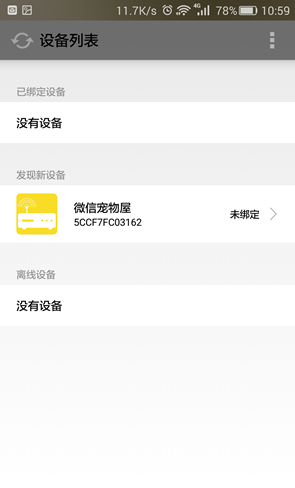 11.7K/s 4G 78% 10:59
设备列表
已绑定设备
没有设备
发现新设备
微信宠物屋
5CCF7FC03162
未绑定
离线设备
没有设备